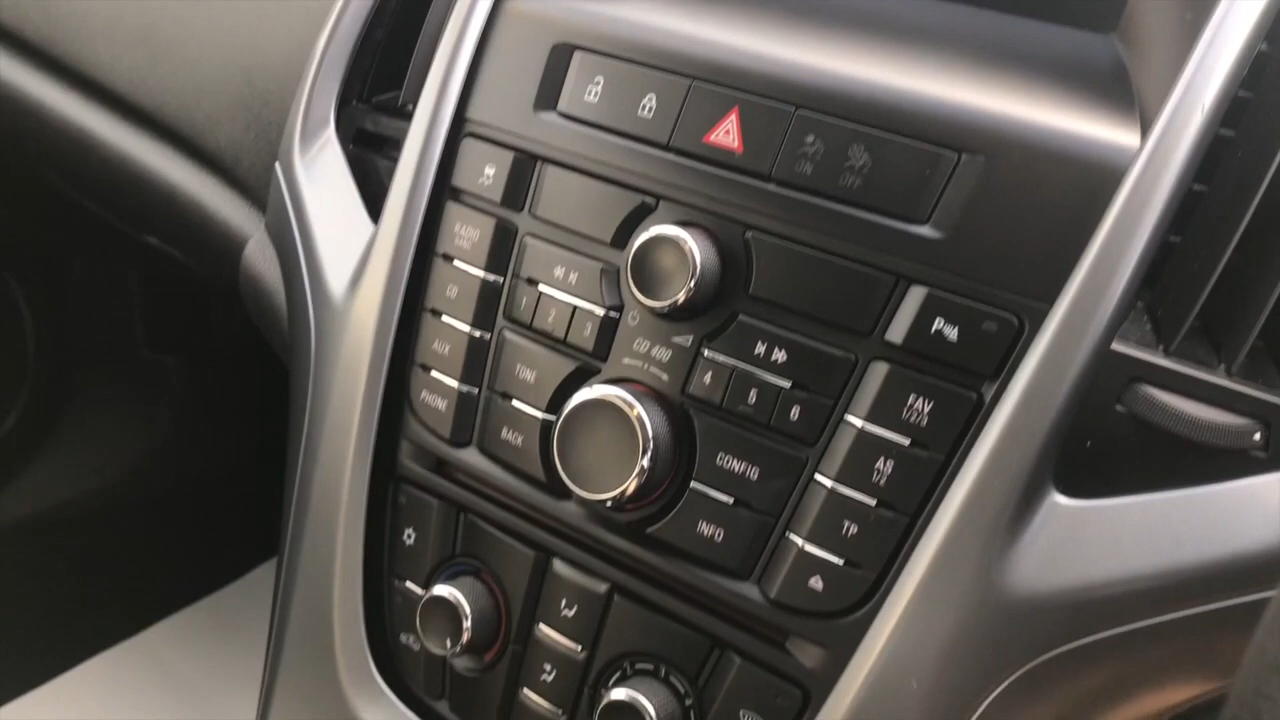 ON OFF
RADIO
BAND
CD
AUX
PHONE
1 2 3
TONE
BACK
CD 400
4 5 6
CONFIG
INFO
P
FAV
1/2/3
AS
1/2
TP